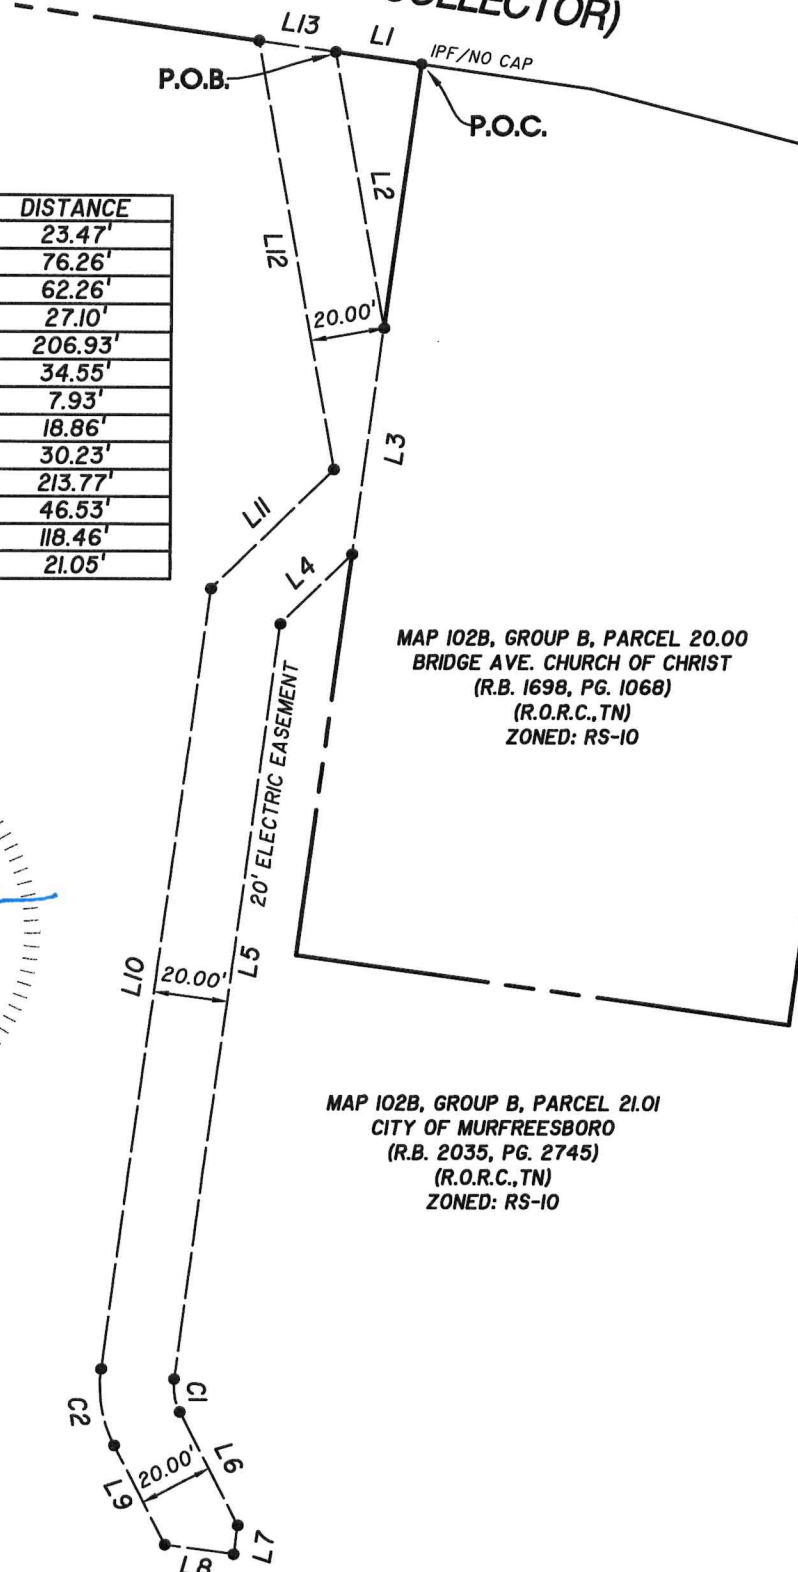 COLLECTOR)
L13
L1
IPF/NO CAP
P.O.B.
P.O.C.
L2
L12
DISTANCE
23.47'
76.26'
62.26'
27.10'
206.93'
34.55'
7.93'
18.86'
30.23'
213.77'
46.53'
118.46'
21.05'
20.00'
L3
L11
L4
MAP 102B, GROUP B, PARCEL 20.00
BRIDGE AVE. CHURCH OF CHRIST
(R.B. 1698, PG. 1068)
(R.O.R.C.,TN)
ZONED: RS-10
20' ELECTRIC EASEMENT
L10
20.00'
L5
MAP 102B, GROUP B, PARCEL 21.01
CITY OF MURFREESBORO
(R.B. 2035, PG. 2745)
(R.O.R.C.,TN)
ZONED: RS-10
C2
C1
L9
20.00'
L6
L7
L8